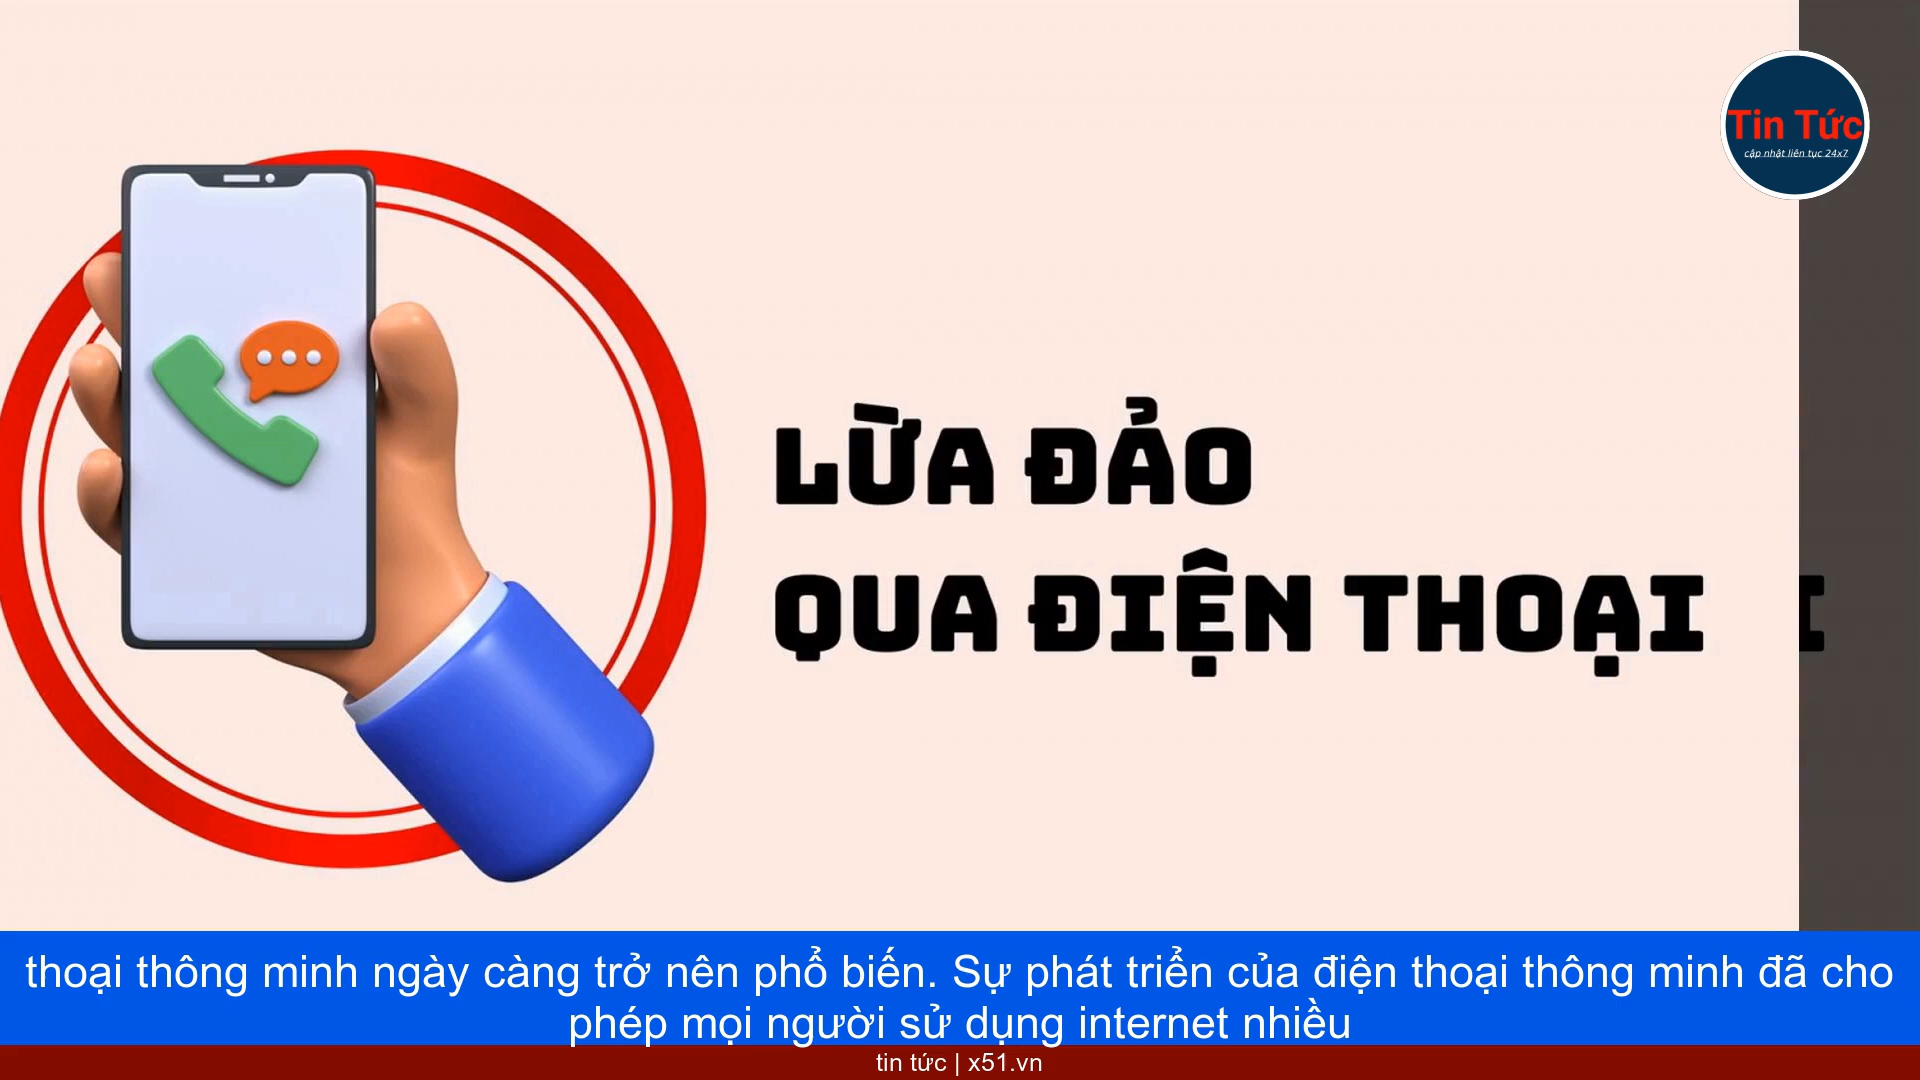 Tin Tức
cập nhật liên tục 24x7
LỪA ĐẢO
QUA ĐIỆN THOẠI
I
thoại thông minh ngày càng trở nên phổ biến. Sự phát triển của điện thoại thông minh đã cho
phép mọi người sử dụng internet nhiều
tin tức | x51.vn